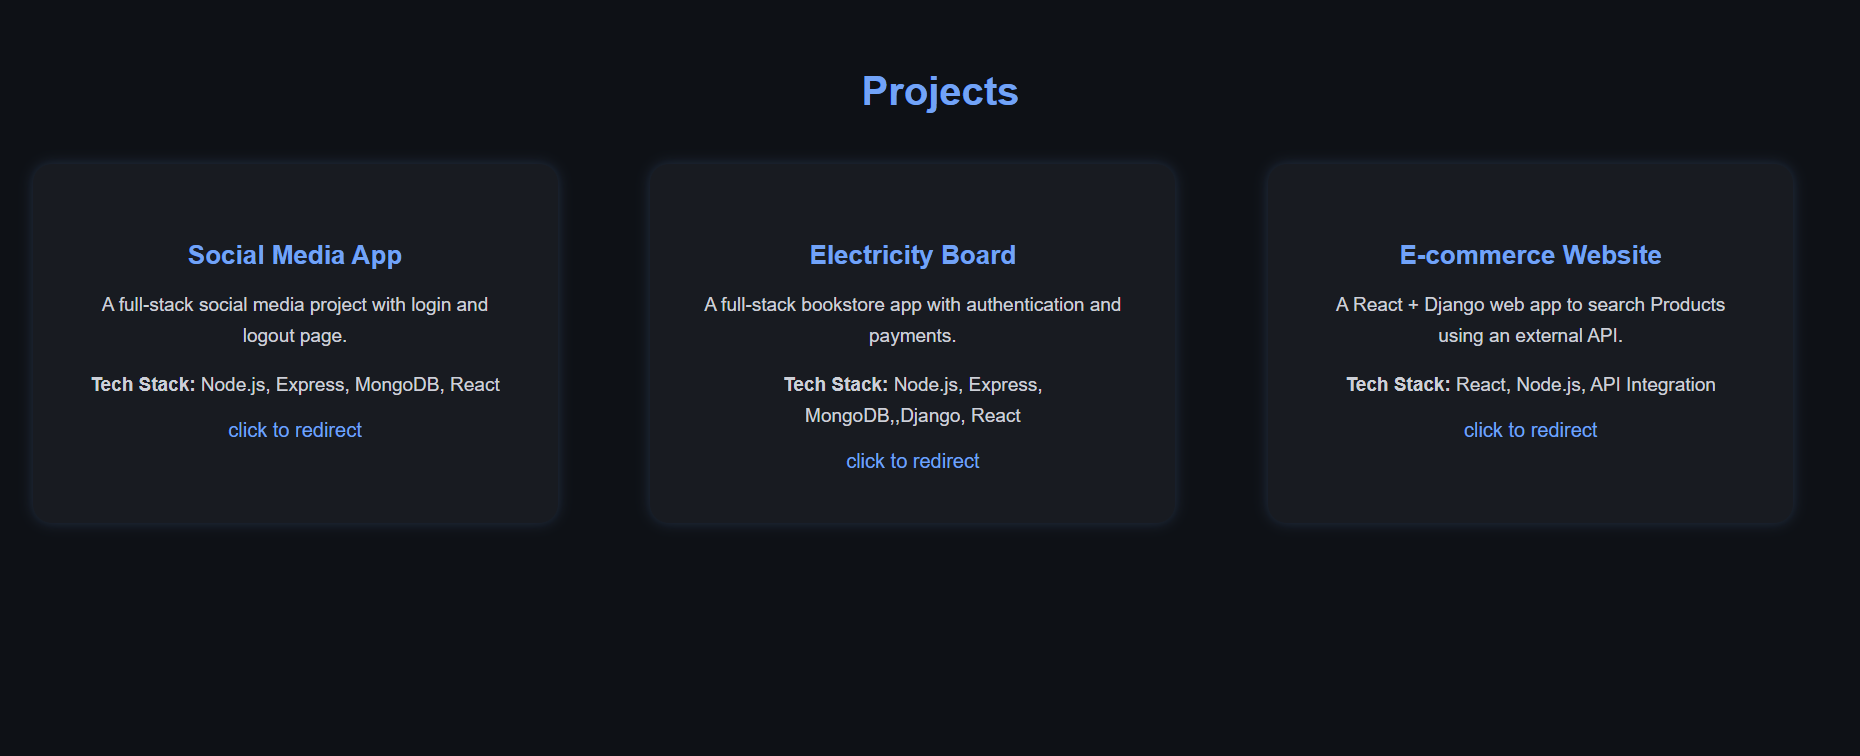 Projects
Social Media App
A full-stack social media project with login and
logout page.
Tech Stack: Node.js, Express, MongoDB, React
click to redirect
Electricity Board
A full-stack bookstore app with authentication and
payments.
Tech Stack: Node.js, Express,
MongoDB,,Django, React
click to redirect
E-commerce Website
A React + Django web app to search Products
using an external API.
Tech Stack: React, Node.js, API Integration
click to redirect